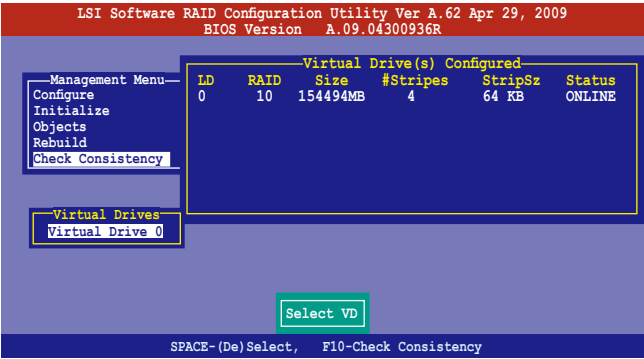 LSI Software RAID Configuration Utility Ver A.62 Apr 29, 2009
BIOS Version A.09.04300936R
Management Menu
Configure
Initialize
Objects
Rebuild
Check Consistency
Virtual Drive(s) Configured
LD RAID Size #Stripes StripSz Status
0 10 154494MB 4 64 KB ONLINE
Virtual Drives
Virtual Drive 0
Select VD
SPACE-(De)Select, F10-Check Consistency